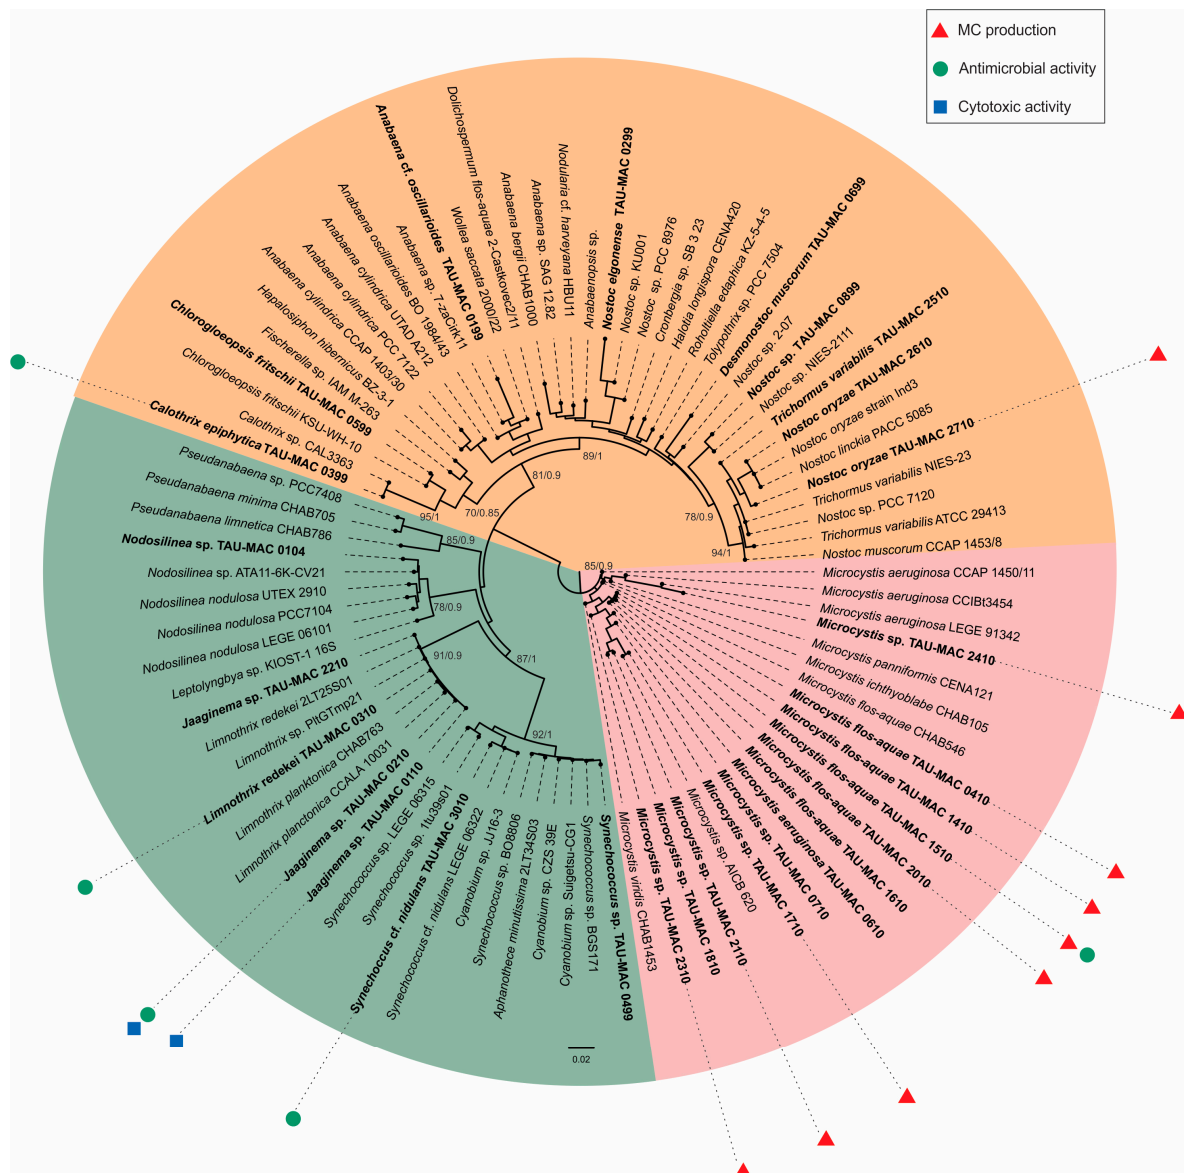 MC production
Antimicrobial activity
Cytotoxic activity
Calothrix epiphytica TAU-MAC 0399
Calothrix sp. CAL3363
Chlorogloeopsis fritschii KSU-WH-10
Chlorogloeopsis fritschii TAU-MAC 0599
Fischerella sp. IAM M-263
Hapalosiphon hibernicus BZ-3-1
Anabaena cylindrica CCAP 1403/30
Anabaena cylindrica PCC 7122
Anabaena cylindrica UTAD A212
Anabaena oscillarioides BO 1984/43
Anabaena sp. 7-zaCirk11
Anabaena cf. oscillarioides TAU-MAC 0199
Wollea saccata 2000/22
Dolichospermum flos-aquae 2-Castkovec2/11
Anabaena bergii CHAB1000
Anabaena sp. SAG 12.82
Nodularia cf. harveyana HBU11
Anabaenopsis sp.
Nostoc elgonense TAU-MAC 0299
Nostoc sp. KU001
Nostoc sp. PCC 8976
Cronbergia sp. SB 3 23
Halotia longispora CENA420
Roholtiella edaphica KZ-5-4-5
Tolypothrix sp. PCC 7504
Desmonostoc muscorum TAU-MAC 0699
Nostoc sp. 2-07
Nostoc sp. TAU-MAC 0899
Nostoc sp. NIES-2111
Trichormus variabilis TAU-MAC 2510
Nostoc oryzae TAU-MAC 2610
Nostoc oryzae strain Ind3
Nostoc linckia PACC 5085
Nostoc oryzae TAU-MAC 2710
Trichormus variabilis NIES-23
Nostoc sp. PCC 7120
Trichormus variabilis ATCC 29413
Nostoc muscorum CCAP 1453/8
Microcystis aeruginosa CCAP 1450/11
Microcystis aeruginosa CCIBt3454
Microcystis aeruginosa LEGE 91342
Microcystis sp. TAU-MAC 2410
Microcystis panniformis CENA121
Microcystis ichthyoblabe CHAB105
Microcystis flos-aquae CHAB546
Microcystis flos-aquae TAU-MAC 0410
Microcystis flos-aquae TAU-MAC 1410
Microcystis flos-aquae TAU-MAC 1510
Microcystis flos-aquae TAU-MAC 2010
Microcystis flos-aquae TAU-MAC 1610
Microcystis aeruginosa TAU-MAC 0610
Microcystis sp. TAU-MAC 0710
Microcystis sp. TAU-MAC 1710
Microcystis sp. AICB 620
Microcystis sp. TAU-MAC 2110
Microcystis sp. TAU-MAC 1810
Microcystis sp. TAU-MAC 2310
Microcystis viridis CHAB1453
Synechococcus sp. TAU-MAC 0499
Synechococcus sp. BGS171
Cyanobium sp. Suigetsu-CG1
Cyanobium sp. CZS 39E
Aphanothece minutissima 2LT34S03
Synechococcus sp. BO8806
Cyanobium sp. JJ16-3
Synechococcus cf. nidulans LEGE 06322
Synechoccus cf. nidulans TAU-MAC 3010
Synechococcus sp. 1tu39s01
Synechococcus sp. LEGE 06315
Jaaginema sp. TAU-MAC 0110
Jaaginema sp. TAU-MAC 0210
Limnothrix planctonica CCALA 10031
Limnothrix planktonica CHAB763
Limnothrix redekei TAU-MAC 0310
Limnothrix sp. PltGTmp21
Limnothrix redekei 2LT25S01
Jaaginema sp. TAU-MAC 2210
Leptolyngbya sp. KIOST-1 16S
Nodosilinea nodulosa LEGE 06101
Nodosilinea nodulosa PCC7104
Nodosilinea nodulosa UTEX 2910
Nodosilinea sp. ATA11-6K-CV21
Nodosilinea sp. TAU-MAC 0104
Pseudanabaena limnetica CHAB786
Pseudanabaena minima CHAB705
Pseudanabaena sp. PCC7408
89/1
81/0.9
70/0.85
95/1
78/0.9
94/1
85/0.9
85/0.9
78/0.9
91/0.9
87/1
92/1
0.02